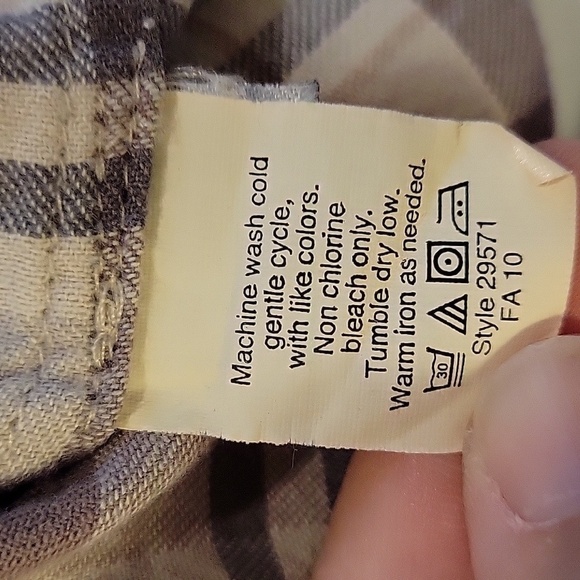 Machine wash cold
gentle cycle,
with like colors.
Non chlorine
bleach only.
Tumble dry low.
Warm iron as needed.
30
Style 29571
FA 10